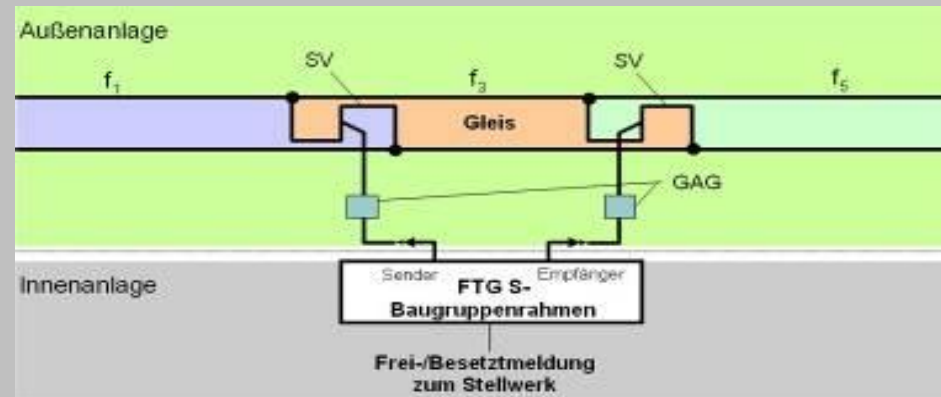 Außenanlage
SV
SV
f1
f3
f5
Gleis
GAG
Innenanlage
Sender
Empfänger
FTG S-
Baugruppenrahmen
Frei-/Besetztmeldung
zum Stellwerk